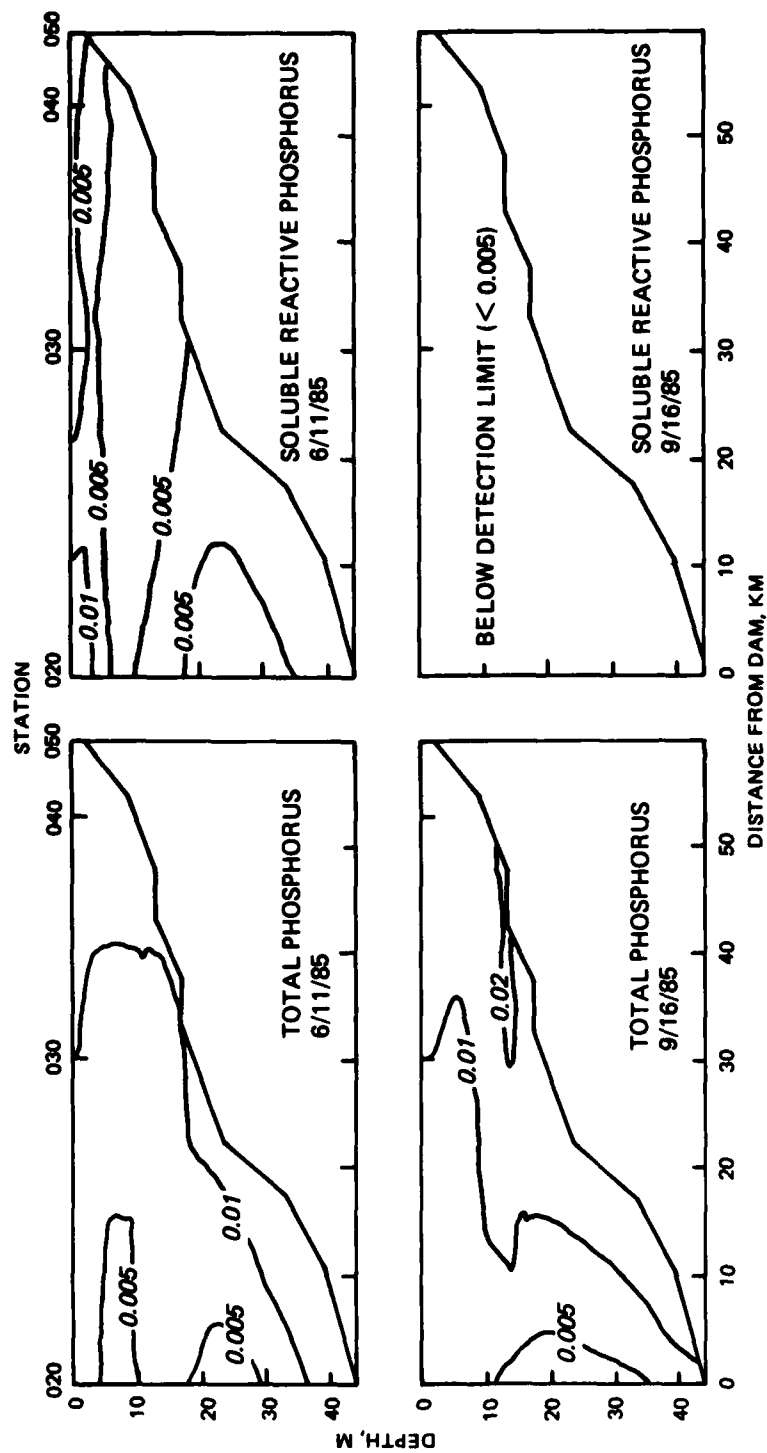 STATION
020 030 040 050
020 030 040 050
0.005
0.005
0.01
TOTAL PHOSPHORUS
6/11/85
0.01
0.005
0.005
0.005
0.005
0.005
SOLUBLE REACTIVE PHOSPHORUS
6/11/85
DEPTH, M
0
10
20
30
40
0
10
20
30
40
0.01
0.02
0.005
TOTAL PHOSPHORUS
9/16/85
BELOW DETECTION LIMIT (< 0.005)
SOLUBLE REACTIVE PHOSPHORUS
9/16/85
0 10 20 30 40 50
0 10 20 30 40 50
DISTANCE FROM DAM, KM